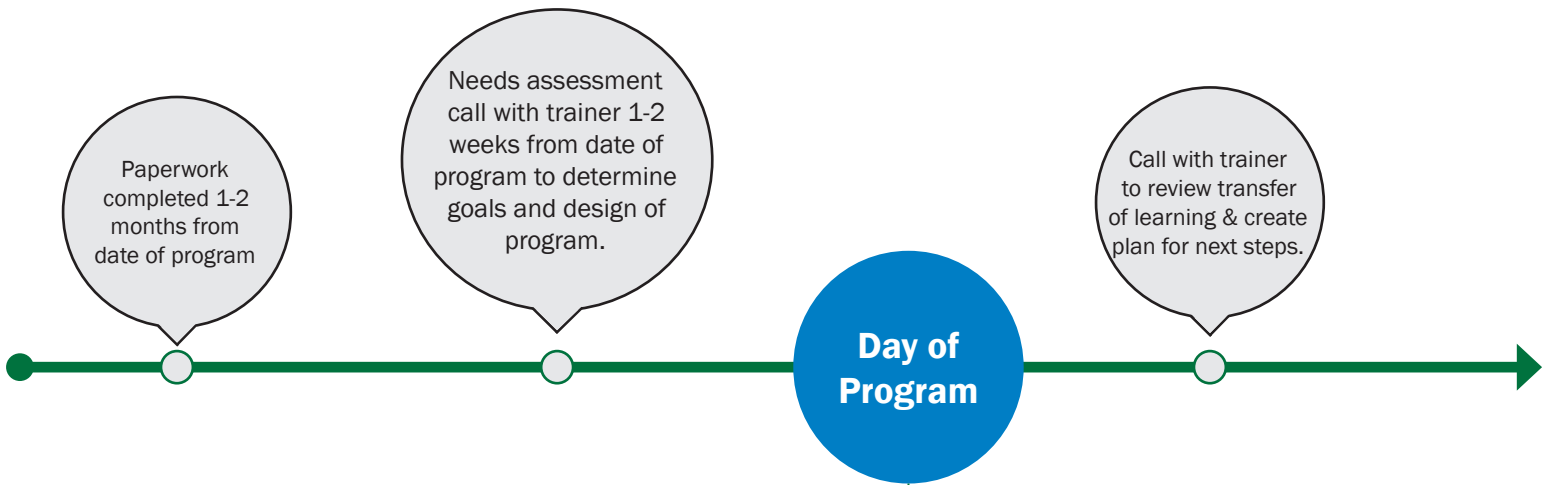 Paperwork
completed 1-2
months from
date of program
Needs assessment
call with trainer 1-2
weeks from date of
program to determine
goals and design of
program.
Day of
Program
Call with trainer
to review transfer
of learning & create
plan for next steps.